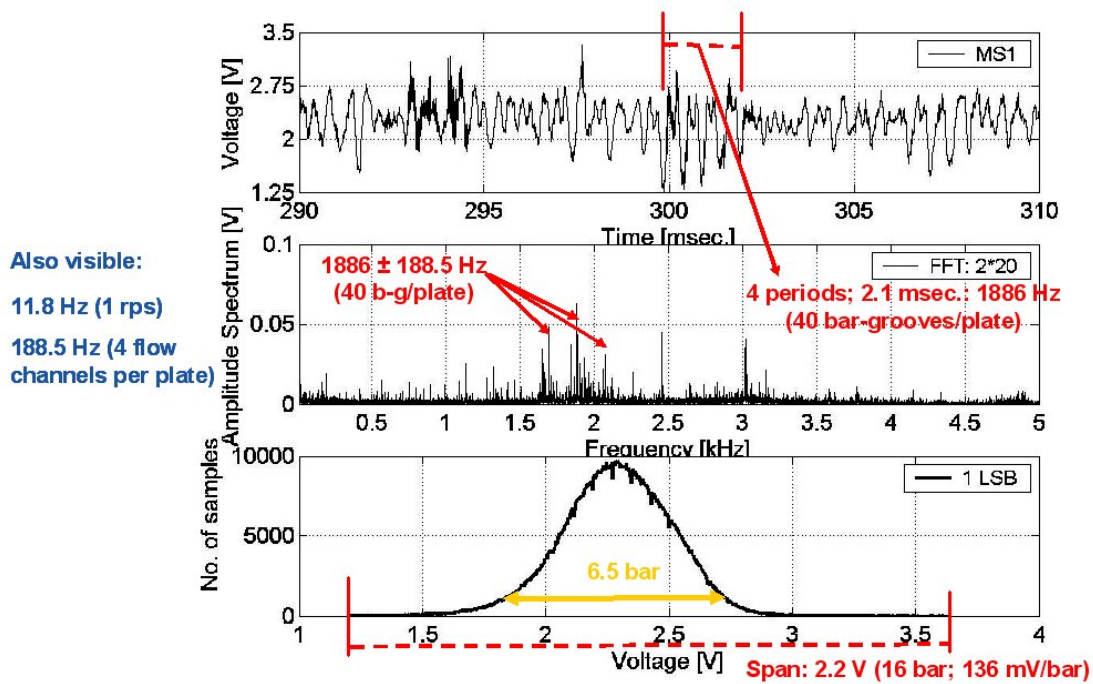 3.5
2.75
2
1.25
Voltage [V]
MS1
290
295
300
305
310
Time [msec.]
Also visible:
11.8 Hz (1 rps)
188.5 Hz (4 flow
channels per plate)
0.1
0.05
0
Amplitude Spectrum [V]
FFT: 2*20
1886 ± 188.5 Hz
(40 b-g/plate)
4 periods; 2.1 msec.: 1886 Hz
(40 bar-grooves/plate)
0.5
1
1.5
2
2.5
3
3.5
4
4.5
5
Frequency [kHz]
10000
5000
0
No. of samples
1 LSB
6.5 bar
1
1.5
2
2.5
3
3.5
4
Voltage [V]
Span: 2.2 V (16 bar; 136 mV/bar)